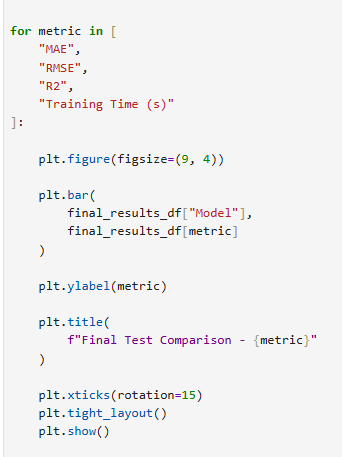 for metric in [
    "MAE",
    "RMSE",
    "R2",
    "Training Time (s)"
]:
    plt.figure(figsize=(9, 4))
    plt.bar(
        final_results_df["Model"],
        final_results_df[metric]
    )
    plt.ylabel(metric)
    plt.title(
        f"Final Test Comparison - {metric}"
    )
    plt.xticks(rotation=15)
    plt.tight_layout()
    plt.show()